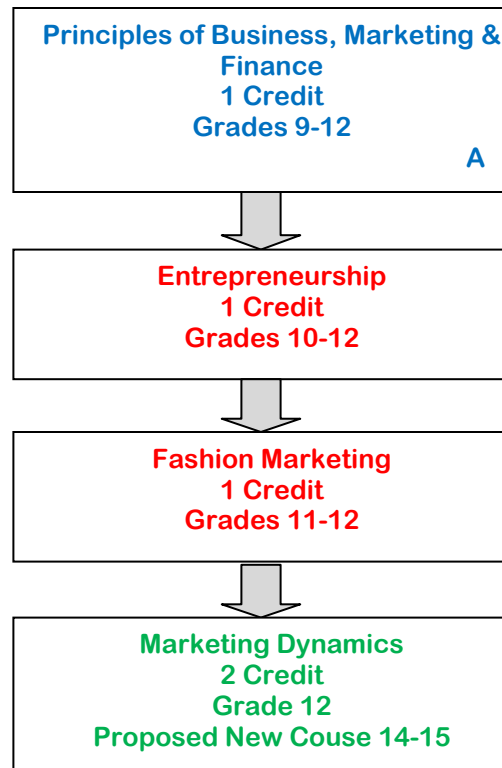 Principles of Business, Marketing &
Finance
1 Credit
Grades 9-12
A
Entrepreneurship
1 Credit
Grades 10-12
Fashion Marketing
1 Credit
Grades 11-12
Marketing Dynamics
2 Credit
Grade 12
Proposed New Couse 14-15